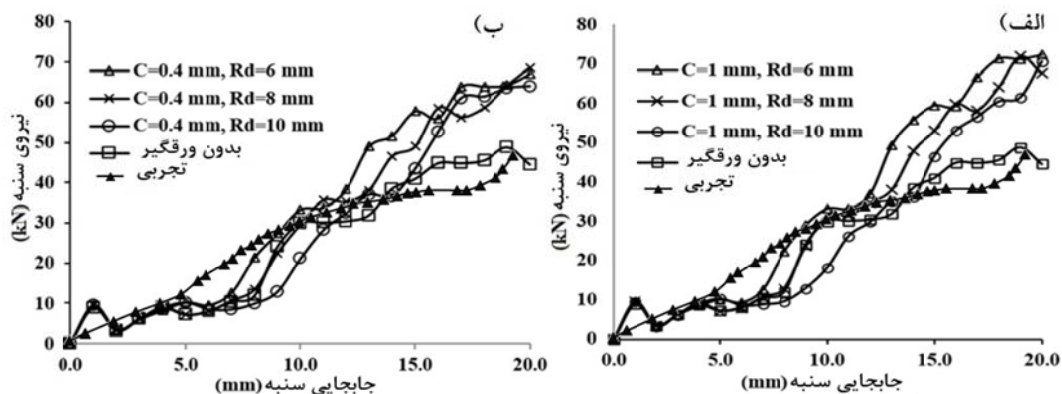 الف)
80
70
60
50
40
30
20
10
0
نیروی سنبه (kN)
C=1 mm, Rd=6 mm
C=1 mm, Rd=8 mm
C=1 mm, Rd=10 mm
بدون ورقگیر
تجربی
0.0 5.0 10.0 15.0 20.0
جابجایی سنبه (mm)
ب)
80
70
60
50
40
30
20
10
0
نیروی سنبه (kN)
C=0.4 mm, Rd=6 mm
C=0.4 mm, Rd=8 mm
C=0.4 mm, Rd=10 mm
بدون ورقگیر
تجربی
0.0 5.0 10.0 15.0 20.0
جابجایی سنبه (mm)